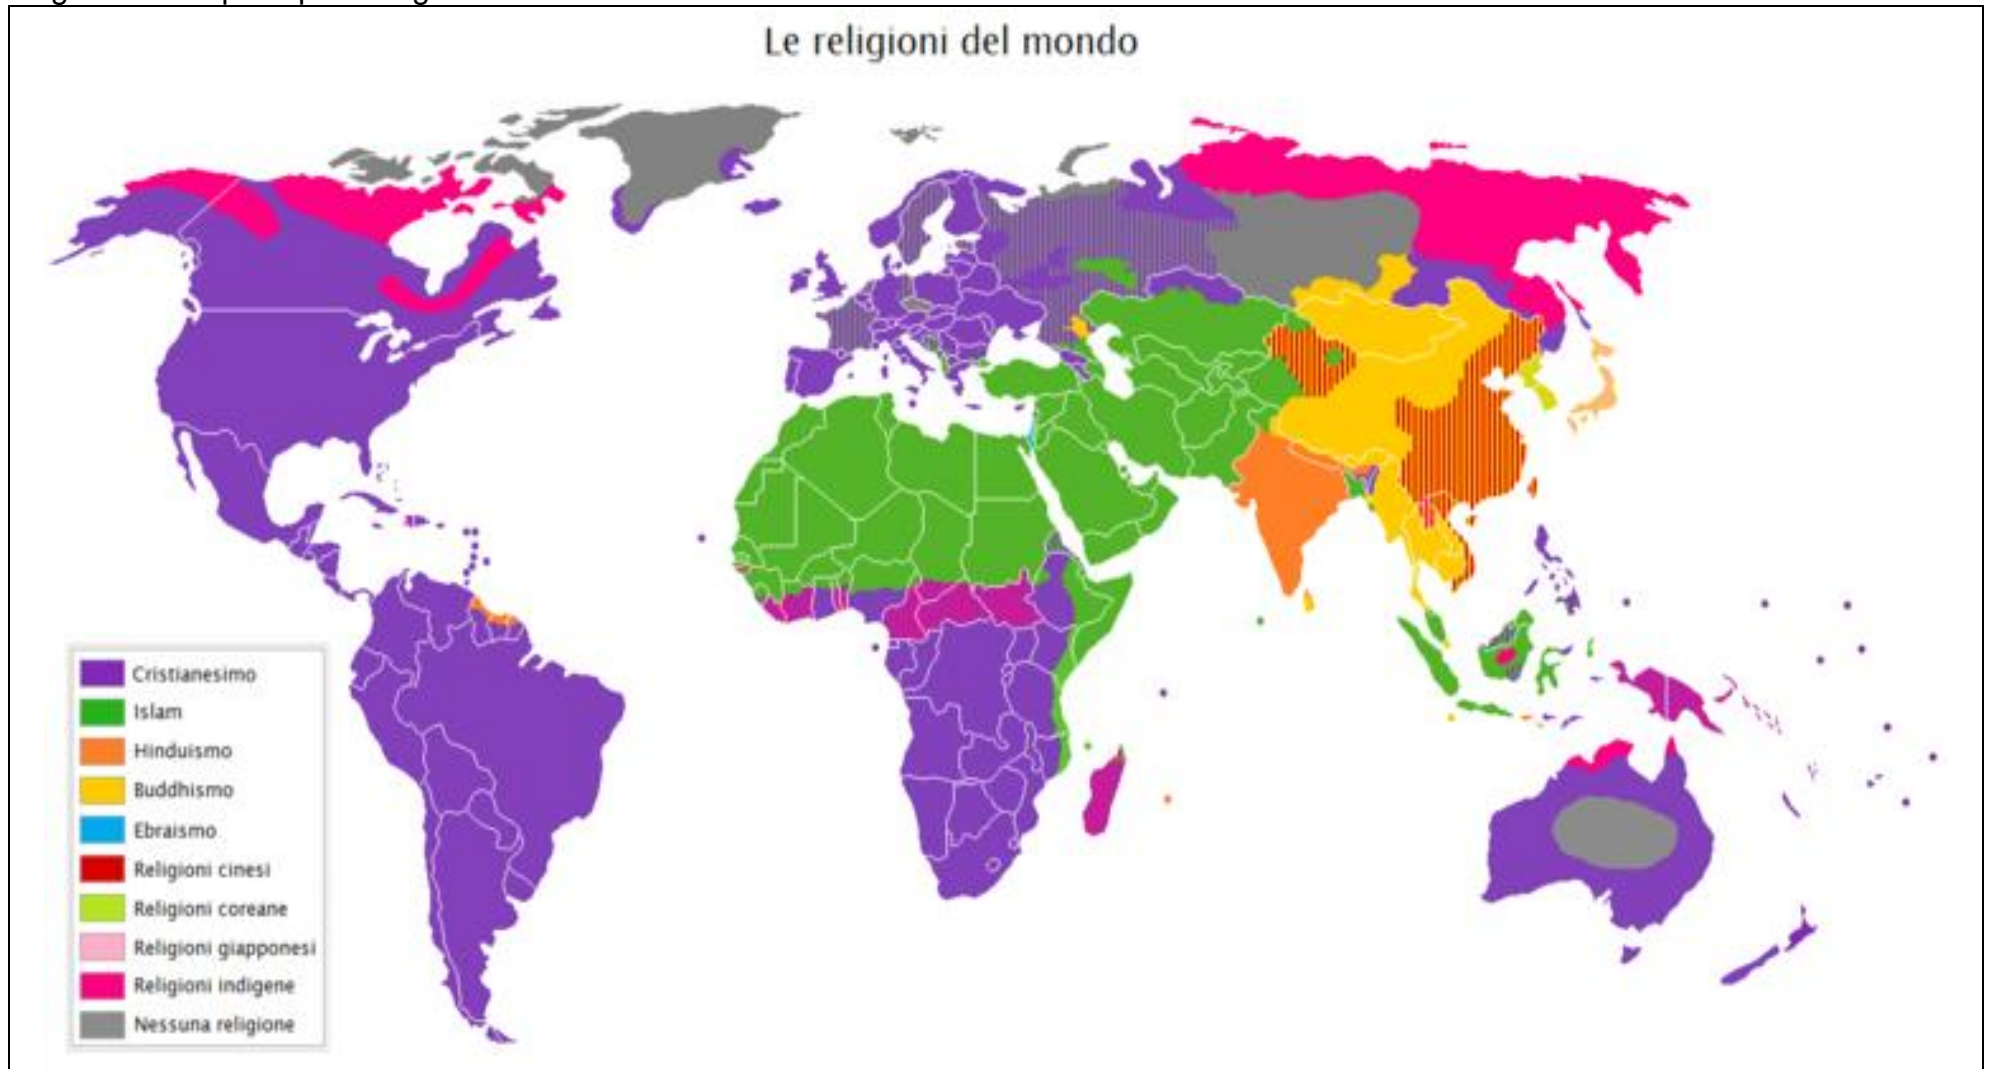 Le religioni del mondo
Cristianesimo
Islam
Hinduismo
Buddhismo
Ebraismo
Religioni cinesi
Religioni coreane
Religioni giapponesi
Religioni indigene
Nessuna religione